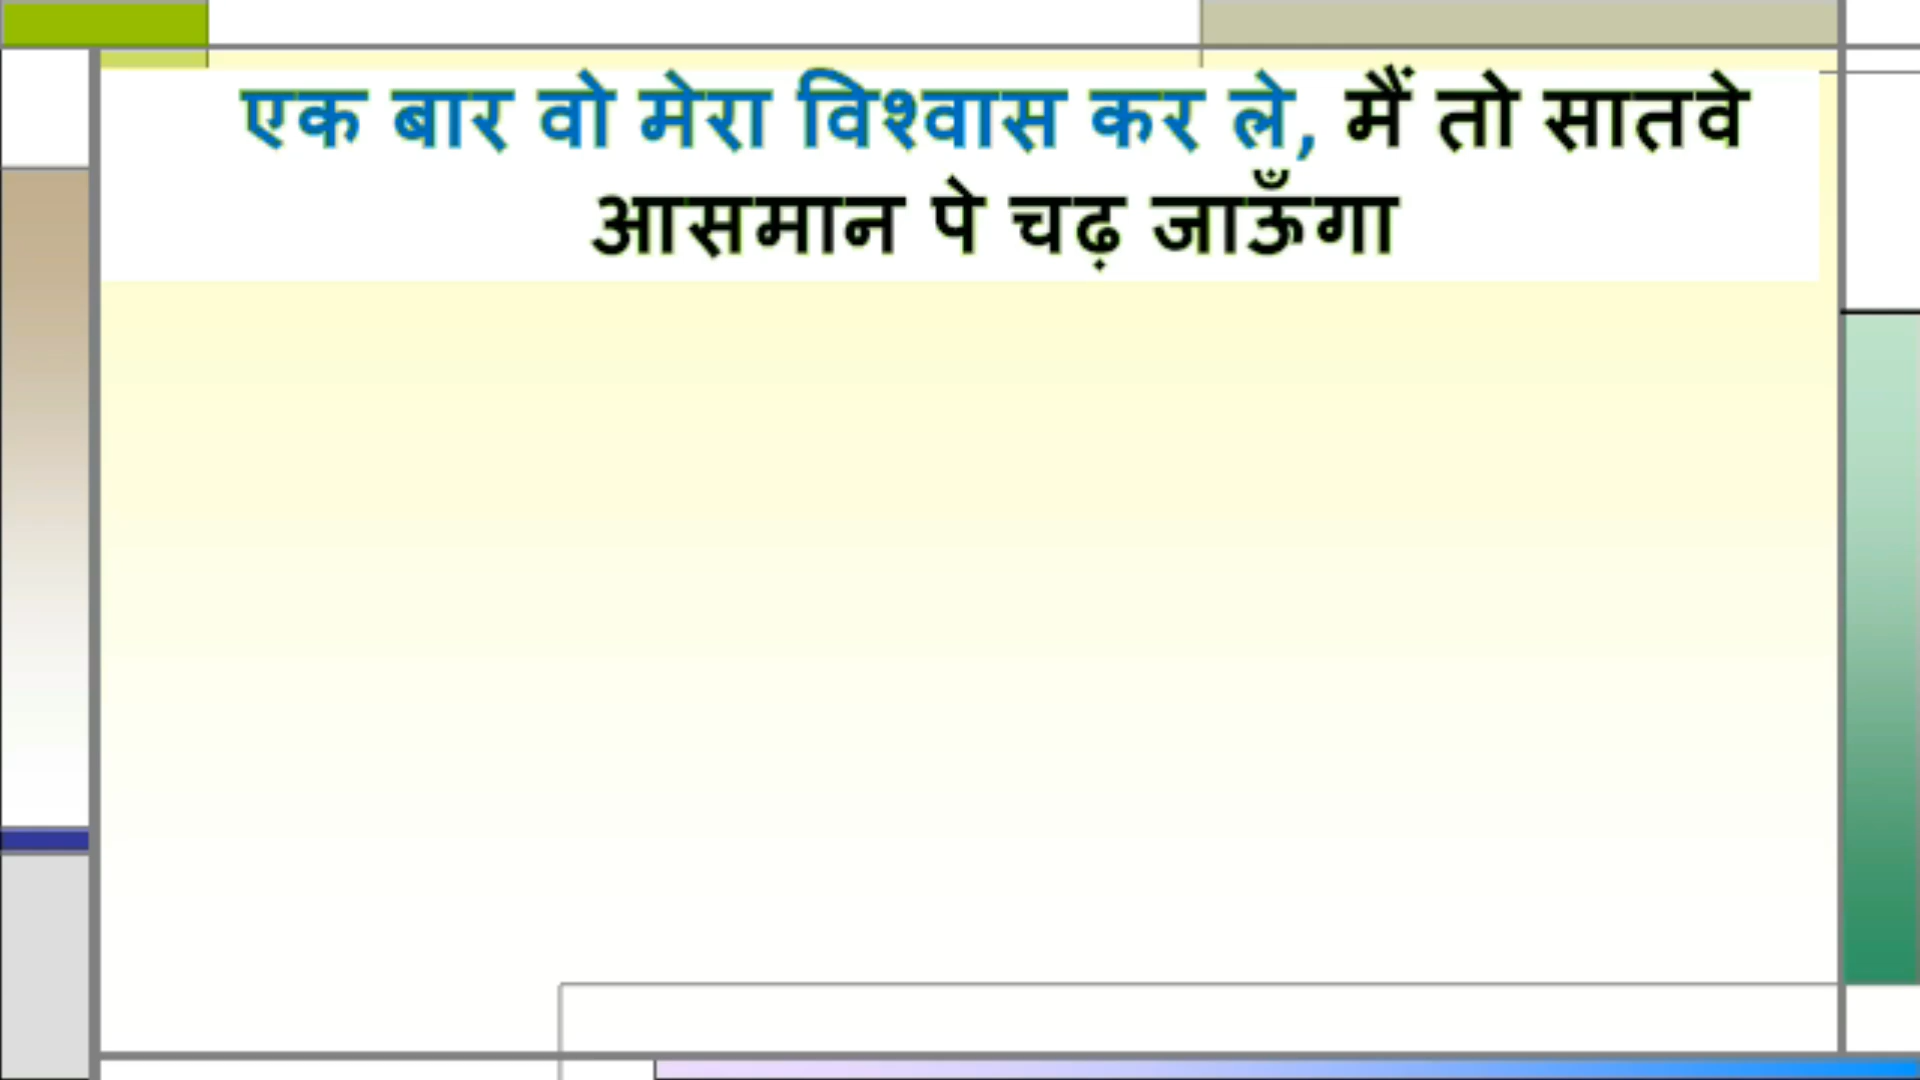 एक बार वो मेरा विश्वास कर ले, मैं तो सातवे
आसमान पे चढ़ जाऊँगा